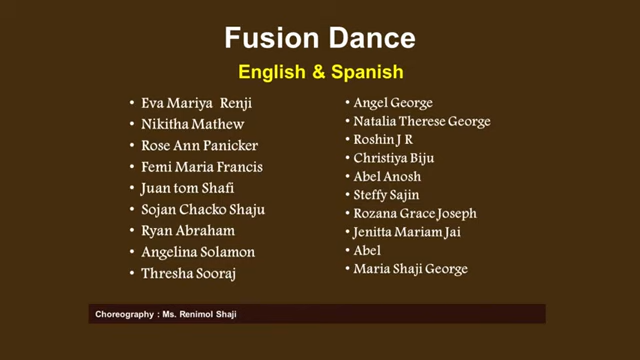 Fusion Dance
English & Spanish
• Eva Mariya Renji
• Nikitha Mathew
• Rose Ann Panicker
• Femi Maria Francis
• Juan tom Shafi
• Sojan Chacko Shaju
• Ryan Abraham
• Angelina Solamon
• Thresha Sooraj
• Angel George
• Natalia Therese George
• Roshin J R
• Christiya Biju
• Abel Anosh
• Steffy Sajin
• Rozana Grace Joseph
• Jenitta Mariam Jai
• Abel
• Maria Shaji George
Choreography : Ms. Renimol Shaji